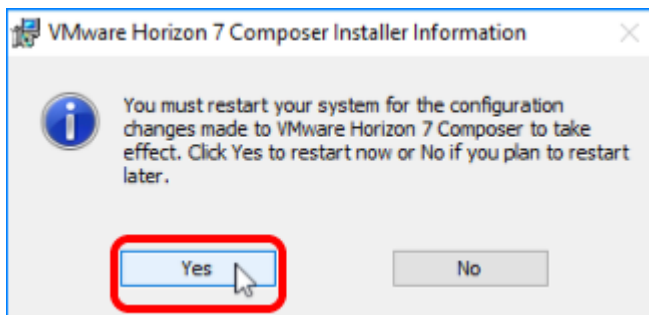 VMware Horizon 7 Composer Installer Information
You must restart your system for the configuration
changes made to VMware Horizon 7 Composer to take
effect. Click Yes to restart now or No if you plan to restart
later.
Yes
No